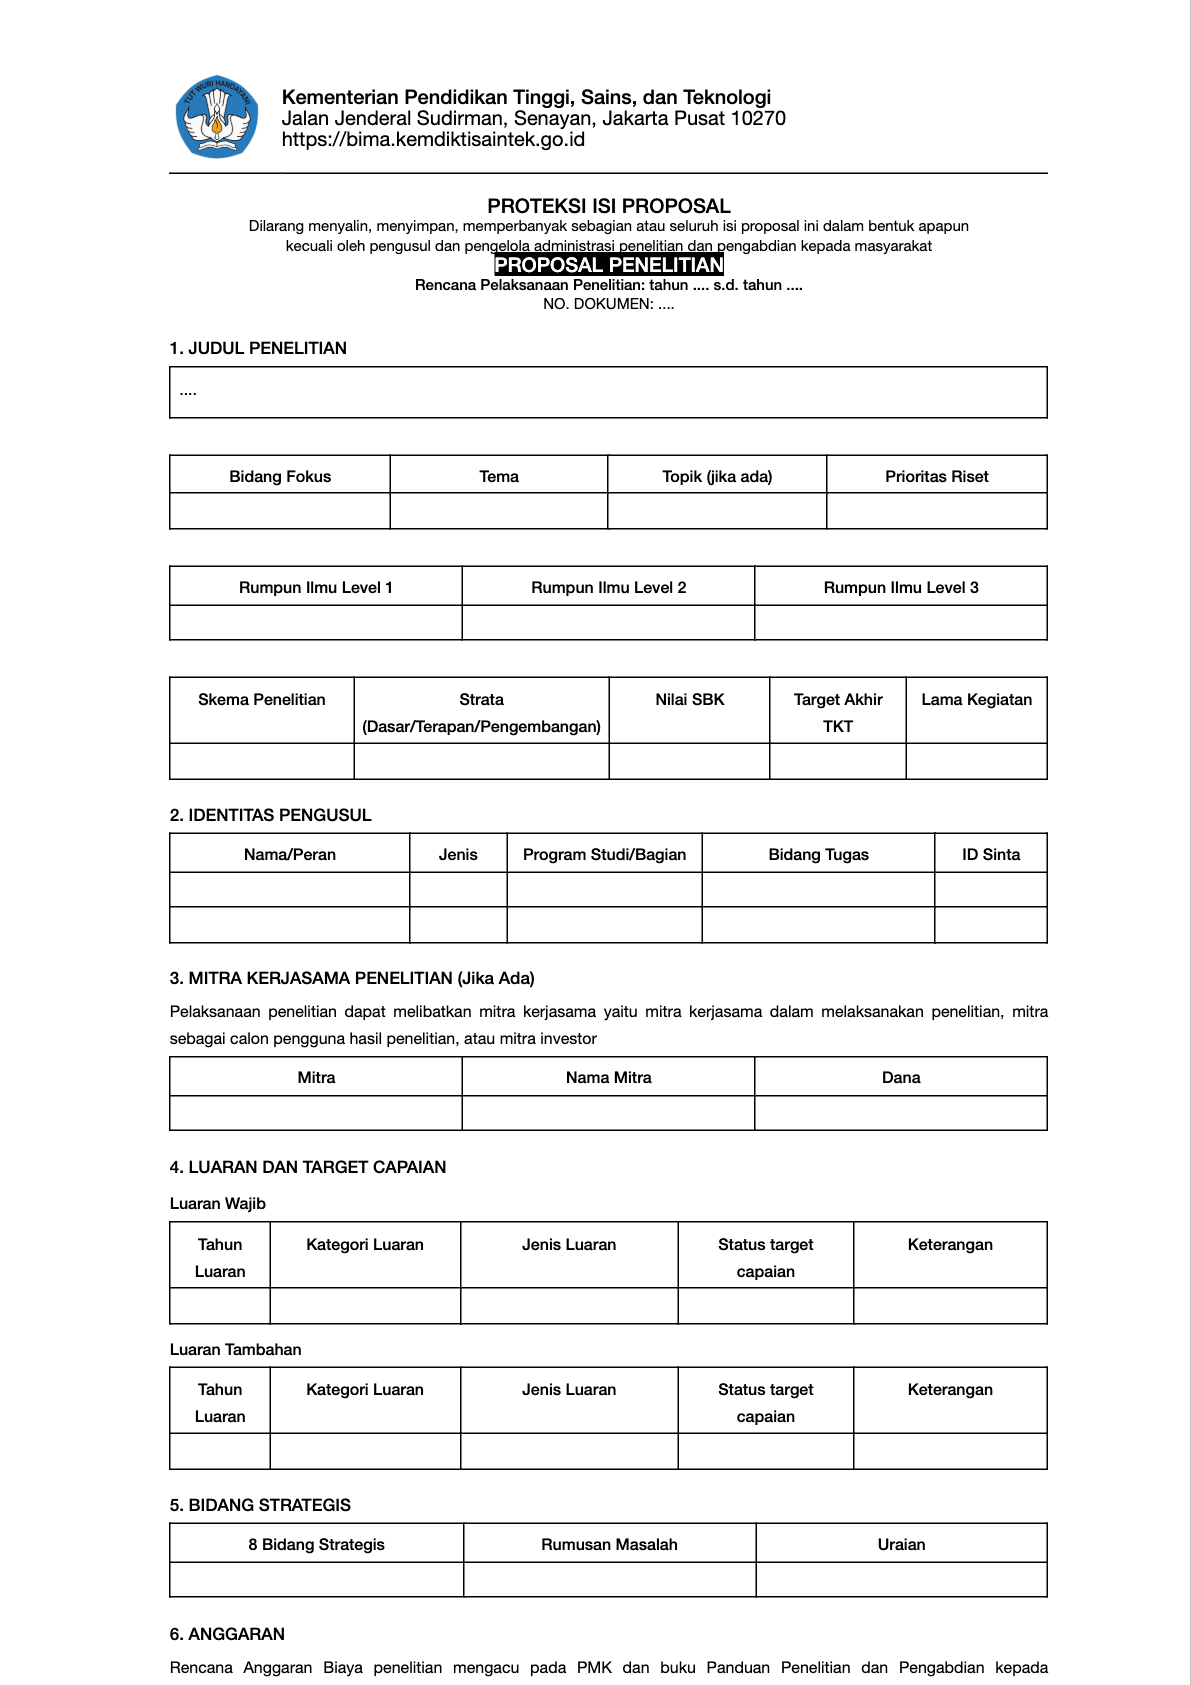 TUT WURI HANDAYANI
Kementerian Pendidikan Tinggi, Sains, dan Teknologi
Jalan Jenderal Sudirman, Senayan, Jakarta Pusat 10270
https://bima.kemdiktisaintek.go.id
PROTEKSI ISI PROPOSAL
Dilarang menyalin, menyimpan, memperbanyak sebagian atau seluruh isi proposal ini dalam bentuk apapun
kecuali oleh pengusul dan pengelola administrasi penelitian dan pengabdian kepada masyarakat
PROPOSAL PENELITIAN
Rencana Pelaksanaan Penelitian: tahun .... s.d. tahun ....
NO. DOKUMEN: ....
1. JUDUL PENELITIAN
....
Bidang Fokus Tema Topik (jika ada) Prioritas Riset
Rumpun Ilmu Level 1 Rumpun Ilmu Level 2 Rumpun Ilmu Level 3
Skema Penelitian Strata Nilai SBK Target Akhir Lama Kegiatan
(Dasar/Terapan/Pengembangan) TKT
2. IDENTITAS PENGUSUL
Nama/Peran Jenis Program Studi/Bagian Bidang Tugas ID Sinta
3. MITRA KERJASAMA PENELITIAN (Jika Ada)
Pelaksanaan penelitian dapat melibatkan mitra kerjasama yaitu mitra kerjasama dalam melaksanakan penelitian, mitra
sebagai calon pengguna hasil penelitian, atau mitra investor
Mitra Nama Mitra Dana
4. LUARAN DAN TARGET CAPAIAN
Luaran Wajib
Tahun Kategori Luaran Jenis Luaran Status target Keterangan
Luaran capaian
Luaran Tambahan
Tahun Kategori Luaran Jenis Luaran Status target Keterangan
Luaran capaian
5. BIDANG STRATEGIS
8 Bidang Strategis Rumusan Masalah Uraian
6. ANGGARAN
Rencana Anggaran Biaya penelitian mengacu pada PMK dan buku Panduan Penelitian dan Pengabdian kepada